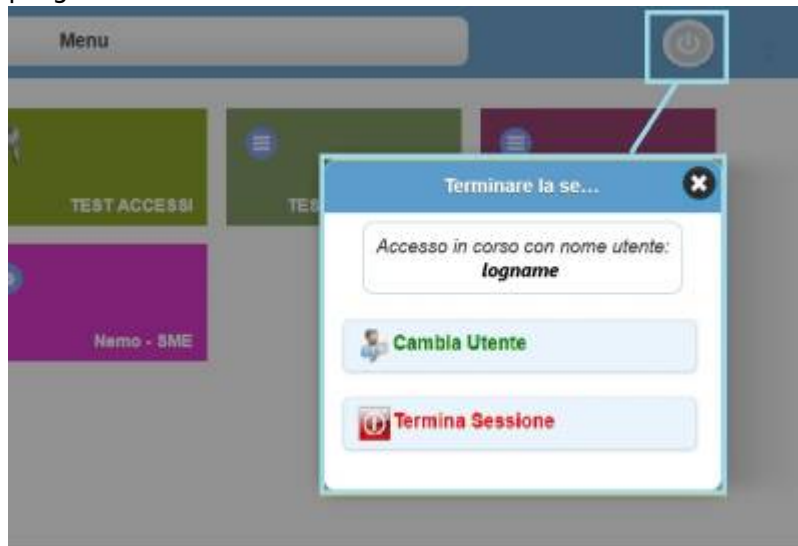 Menu
TEST ACCESSI
TES
Nemo - SME
Terminare la se...
Accesso in corso con nome utente:
logname
Cambia Utente
Termina Sessione